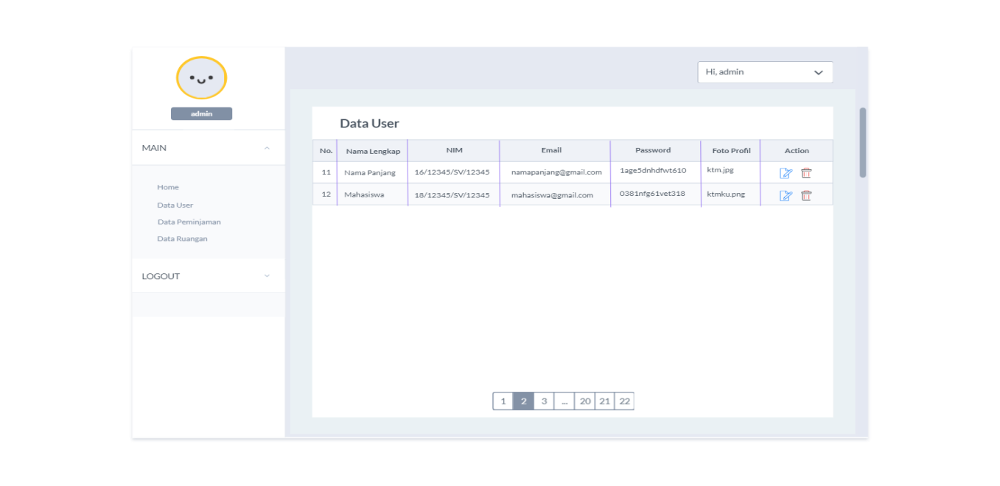 admin
MAIN
Home
Data User
Data Peminjaman
Data Ruangan
LOGOUT
Hi, admin
Data User
No. Nama Lengkap NIM Email Password Foto Profil Action
11 Nama Panjang 16/12345/SV/12345 namapanjang@gmail.com 1age5dnhdfwt610 ktm.jpg
12 Mahasiswa 18/12345/SV/12345 mahasiswa@gmail.com 0381nfg61vet318 ktmku.png
1 2 3 ... 20 21 22